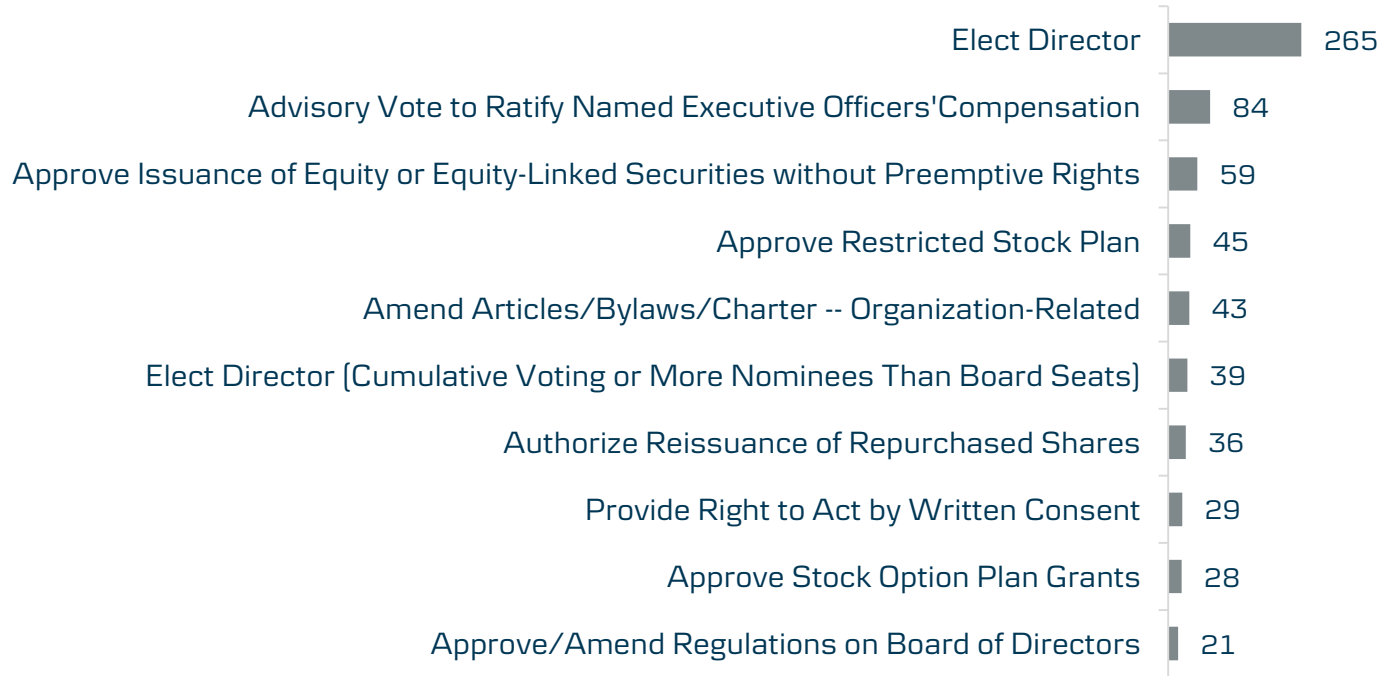 Elect Director 265
Advisory Vote to Ratify Named Executive Officers'Compensation 84
Approve Issuance of Equity or Equity-Linked Securities without Preemptive Rights 59
Approve Restricted Stock Plan 45
Amend Articles/Bylaws/Charter -- Organization-Related 43
Elect Director (Cumulative Voting or More Nominees Than Board Seats) 39
Authorize Reissuance of Repurchased Shares 36
Provide Right to Act by Written Consent 29
Approve Stock Option Plan Grants 28
Approve/Amend Regulations on Board of Directors 21